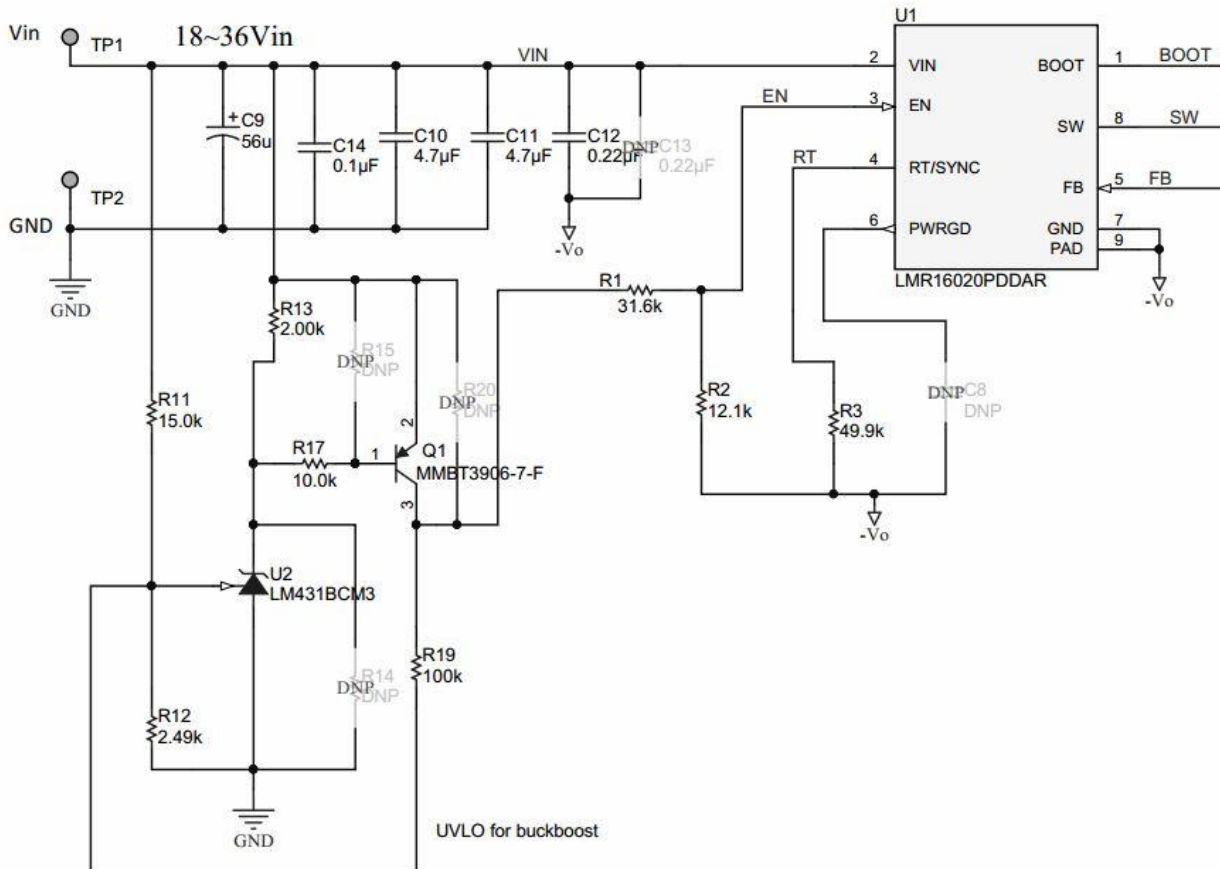 U1
Vin
TP1
18~36Vin
VIN
2
VIN
BOOT
1
BOOT
EN
3
EN
SW
8
SW
C9
56u
C14
0.1µF
C10
4.7µF
C11
4.7µF
C12
0.22µF
DNP
C13
0.22µF
RT
4
RT/SYNC
FB
5
FB
TP2
GND
6
PWRGD
GND
7
PAD
9
-Vo
LMR16020PDDAR
-Vo
GND
R1
31.6k
R13
2.00k
R15
DNP
DNP
R20
DNP
DNP
R11
15.0k
R2
12.1k
R3
49.9k
C8
DNP
DNP
R17
10.0k
1
2
Q1
MMBT3906-7-F
3
-Vo
U2
LM431BCM3
R14
DNP
DNP
R19
100k
R12
2.49k
GND
UVLO for buckboost